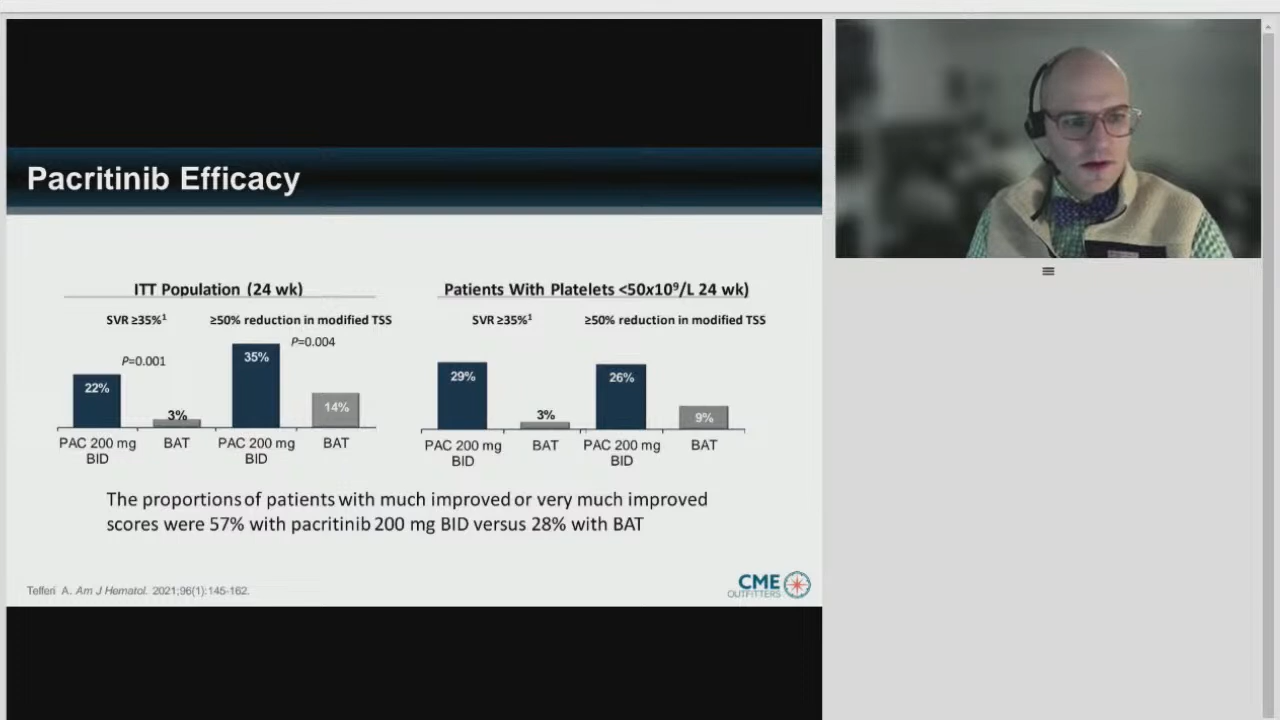 Pacritinib Efficacy
ITT Population (24 wk)
SVR ≥35%¹
≥50% reduction in modified TSS
P=0.001
P=0.004
22%
3%
35%
14%
PAC 200 mg BID
BAT
PAC 200 mg BID
BAT
Patients With Platelets <50x10⁹/L 24 wk)
SVR ≥35%¹
≥50% reduction in modified TSS
29%
3%
26%
9%
PAC 200 mg BID
BAT
PAC 200 mg BID
BAT
The proportions of patients with much improved or very much improved
scores were 57% with pacritinib 200 mg BID versus 28% with BAT
Tefferi A. Am J Hematol. 2021;96(1):145-162.
CME
OUTFITTERS